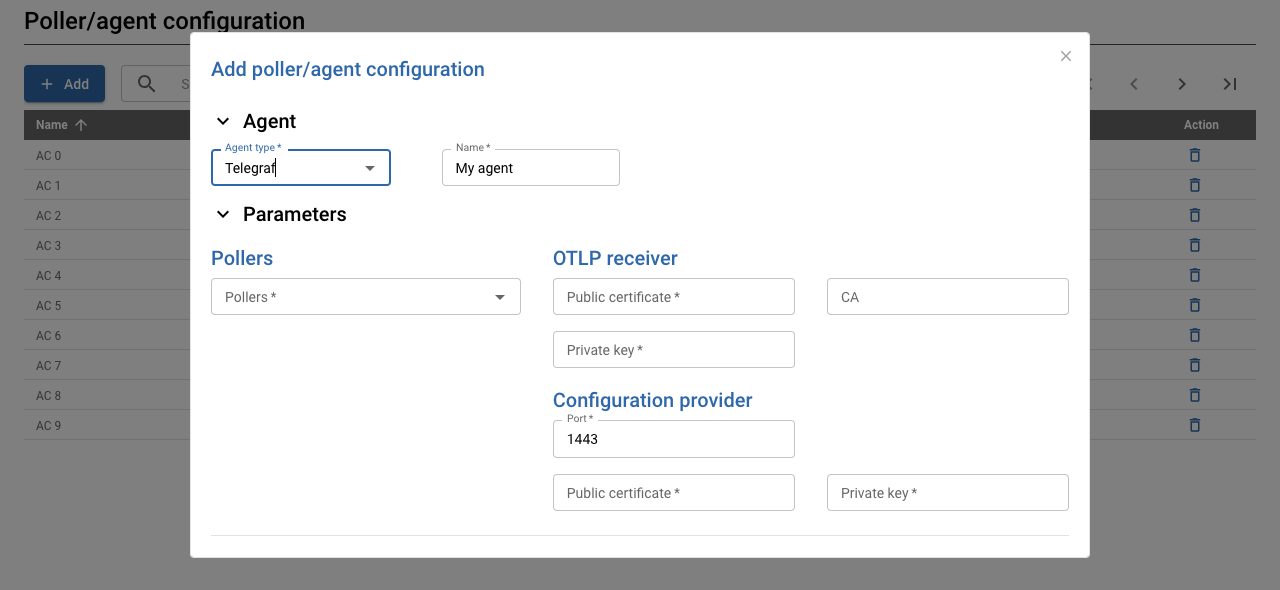 Poller/agent configuration
Add
S
Name
Action
AC 0
AC 1
AC 2
AC 3
AC 4
AC 5
AC 6
AC 7
AC 8
AC 9
Add poller/agent configuration
Agent
Agent type *
Telegraf
Name *
My agent
Parameters
Pollers
Pollers *
OTLP receiver
Public certificate *
CA
Private key *
Configuration provider
Port *
1443
Public certificate *
Private key *